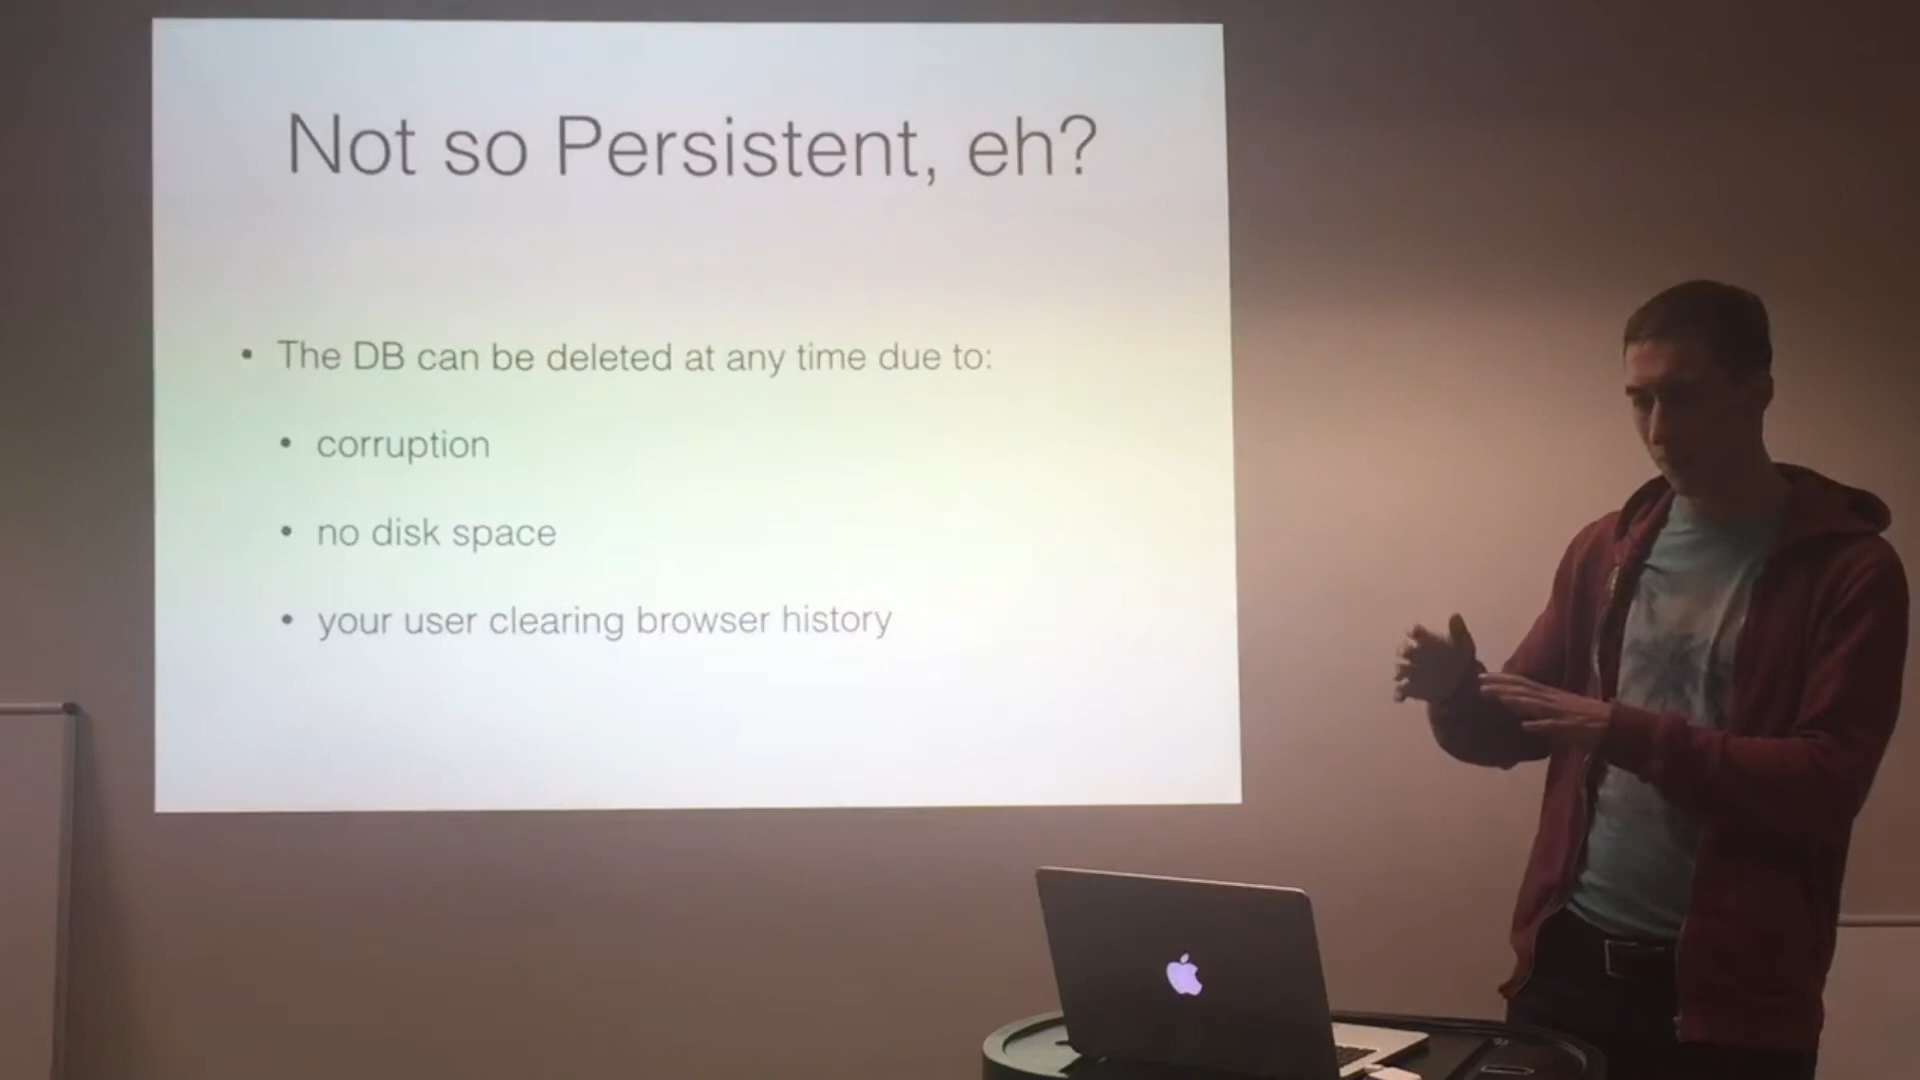 Not so Persistent, eh?
• The DB can be deleted at any time due to:
• corruption
• no disk space
• your user clearing browser history